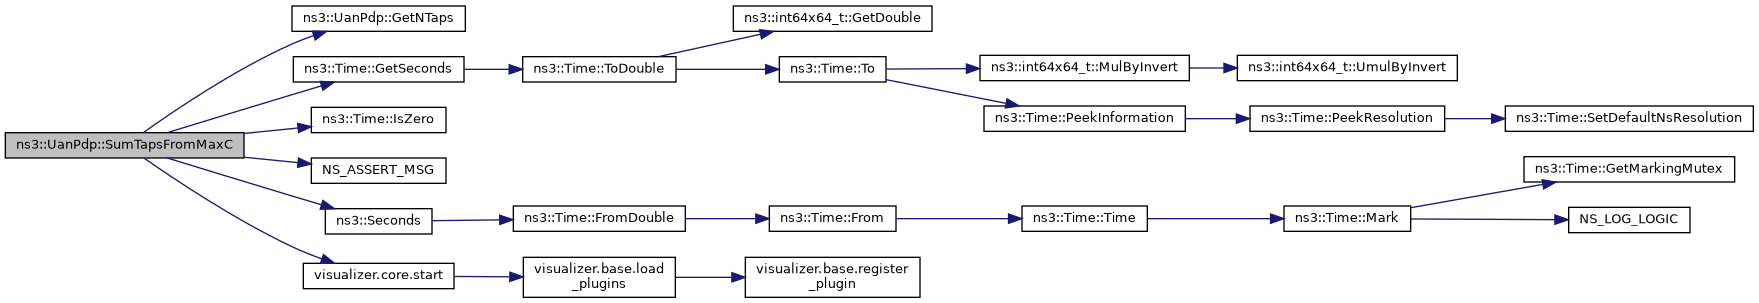 ns3::UanPdp::SumTapsFromMaxC
ns3::UanPdp::GetNTaps
ns3::Time::GetSeconds
ns3::Time::IsZero
NS_ASSERT_MSG
ns3::Seconds
visualizer.core.start
ns3::Time::ToDouble
ns3::int64x64_t::GetDouble
ns3::Time::To
ns3::int64x64_t::MulByInvert
ns3::int64x64_t::UmulByInvert
ns3::Time::PeekInformation
ns3::Time::PeekResolution
ns3::Time::SetDefaultNsResolution
ns3::Time::FromDouble
ns3::Time::From
ns3::Time::Time
ns3::Time::Mark
ns3::Time::GetMarkingMutex
NS_LOG_LOGIC
visualizer.base.load
_plugins
visualizer.base.register
_plugin